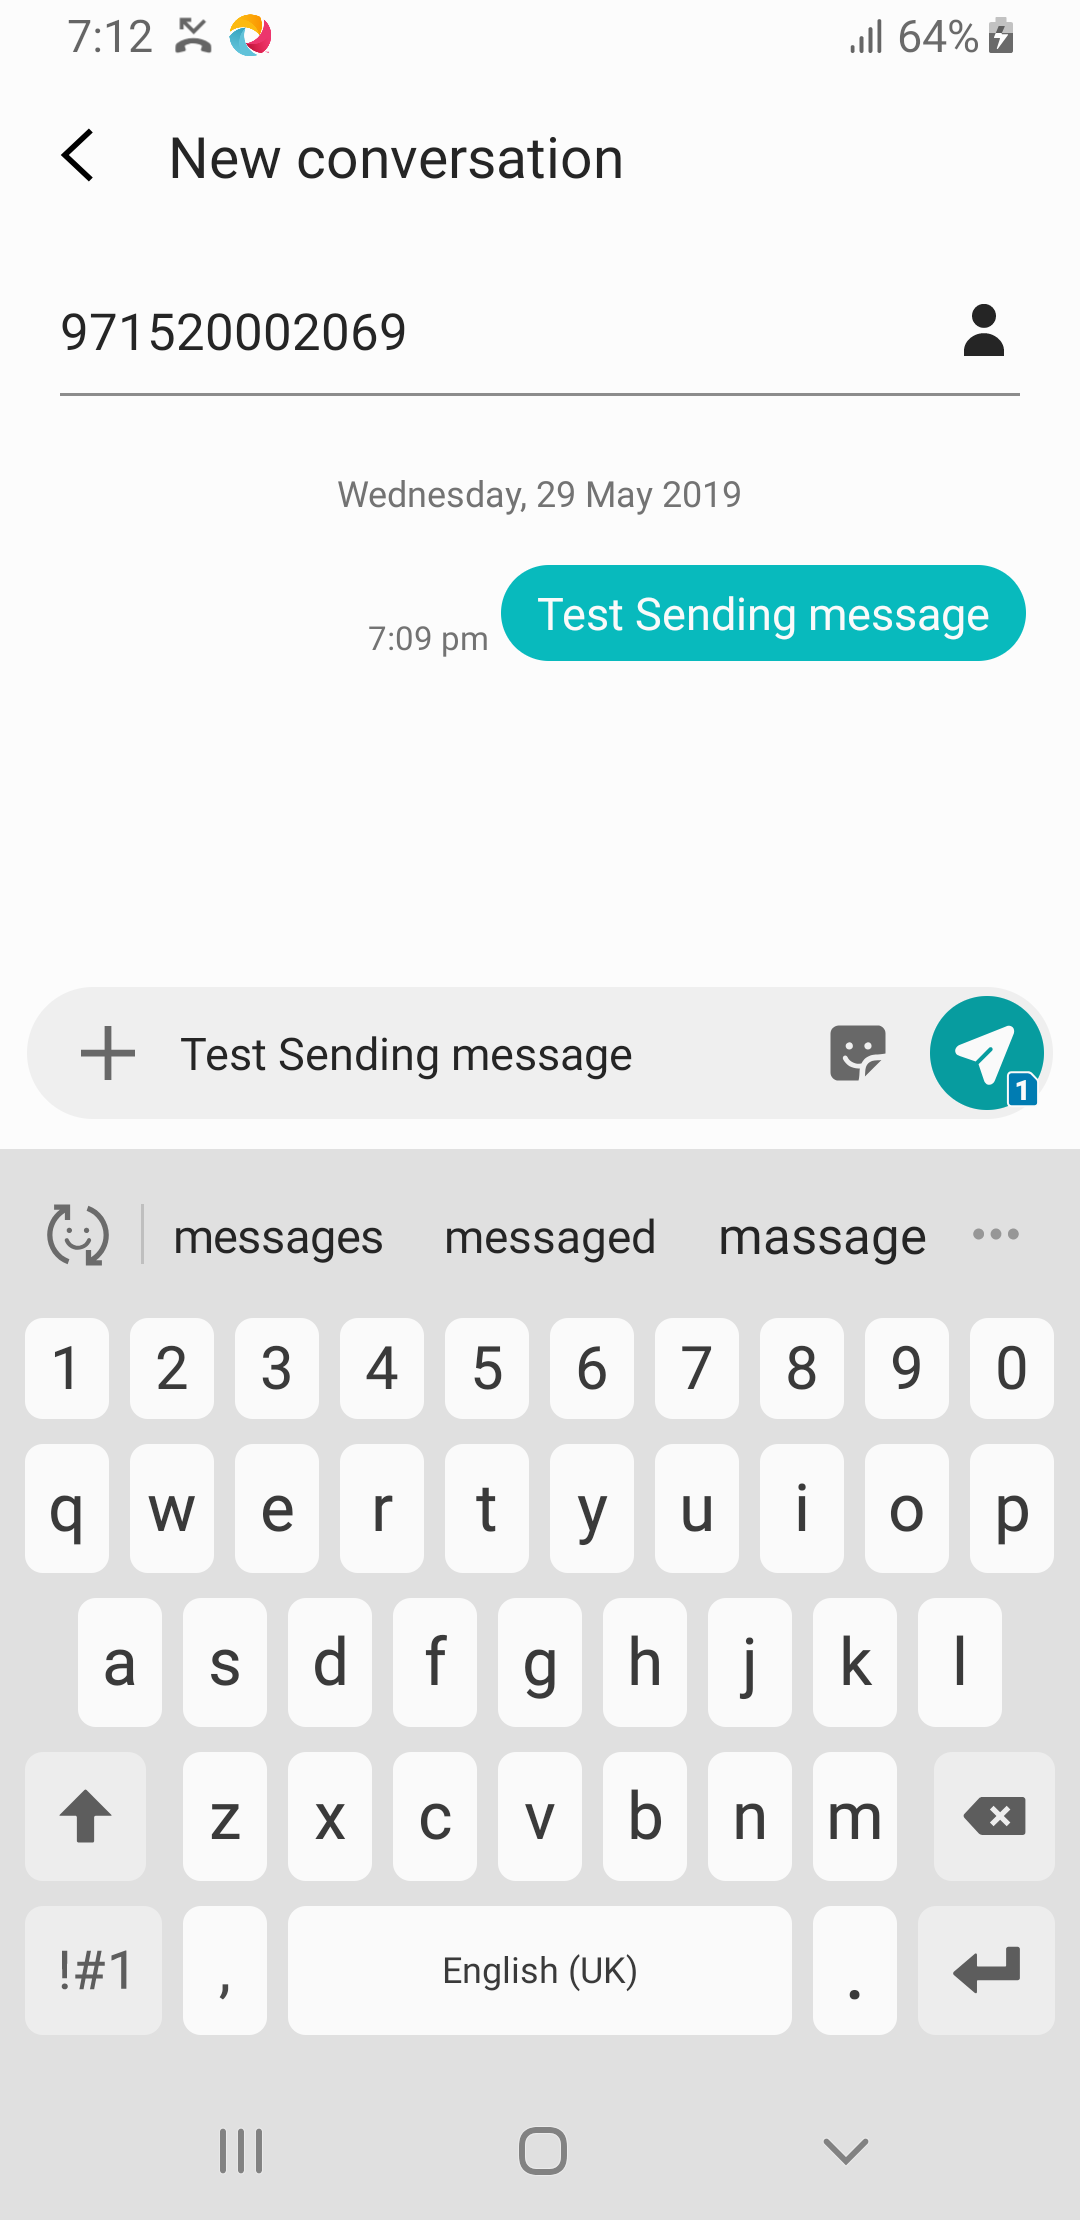 7:12 64%
New conversation
971520002069
Wednesday, 29 May 2019
Test Sending message
7:09 pm
Test Sending message
1
messages messaged massage
1 2 3 4 5 6 7 8 9 0
q w e r t y u i o p
a s d f g h j k l
z x c v b n m
!#1 , English (UK) .